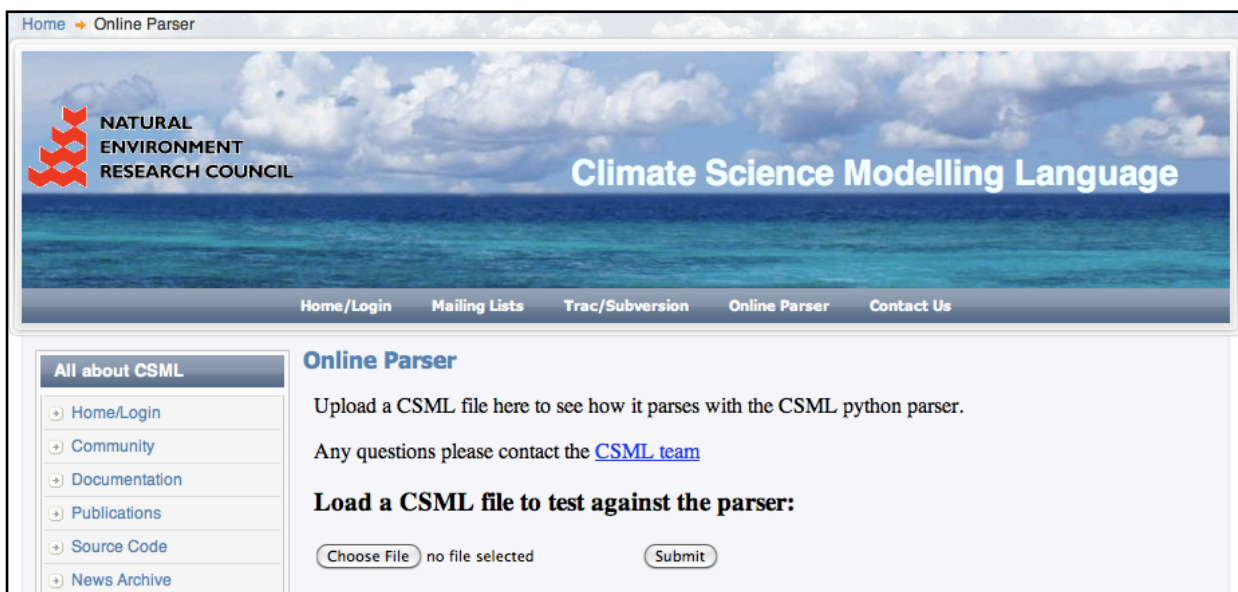 Home → Online Parser
NATURAL
ENVIRONMENT
RESEARCH COUNCIL
Climate Science Modelling Language
Home/Login Mailing Lists Trac/Subversion Online Parser Contact Us
All about CSML
Home/Login
Community
Documentation
Publications
Source Code
News Archive
Online Parser
Upload a CSML file here to see how it parses with the CSML python parser.
Any questions please contact the CSML team
Load a CSML file to test against the parser:
Choose File no file selected Submit